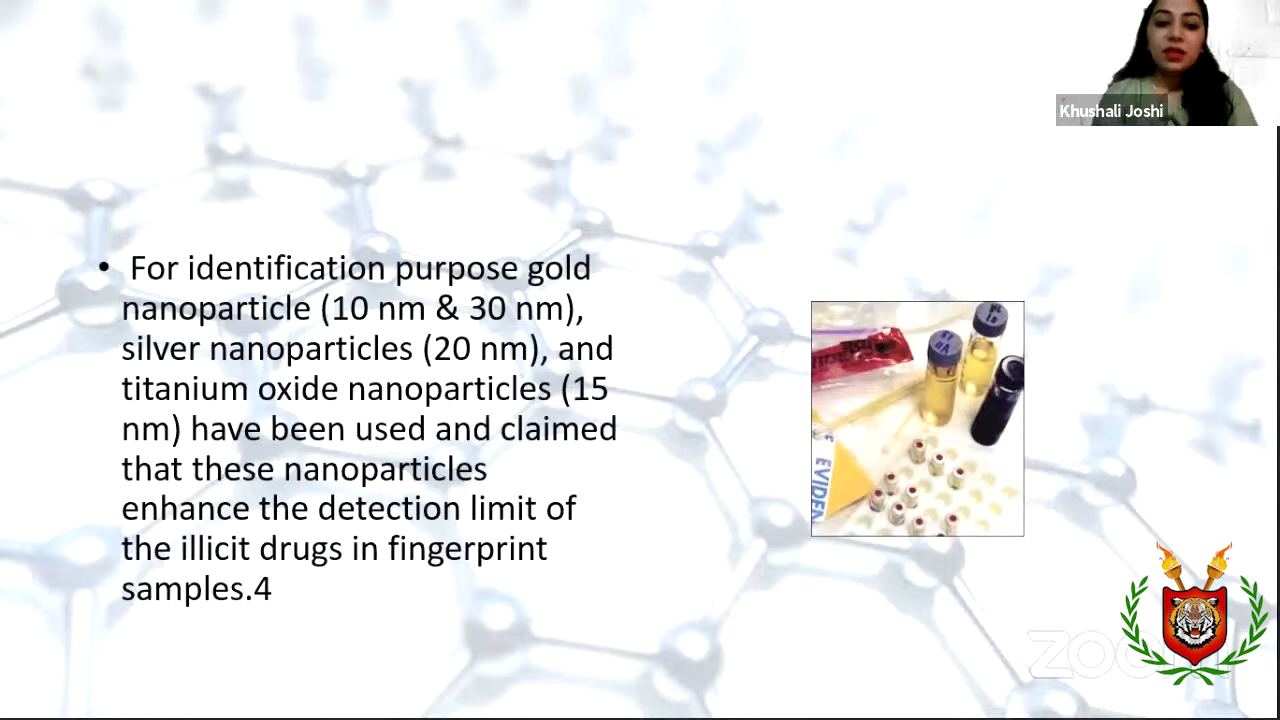 Khushali Joshi
• For identification purpose gold
nanoparticle (10 nm & 30 nm),
silver nanoparticles (20 nm), and
titanium oxide nanoparticles (15
nm) have been used and claimed
that these nanoparticles
enhance the detection limit of
the illicit drugs in fingerprint
samples.4
EVIDEN
zoom